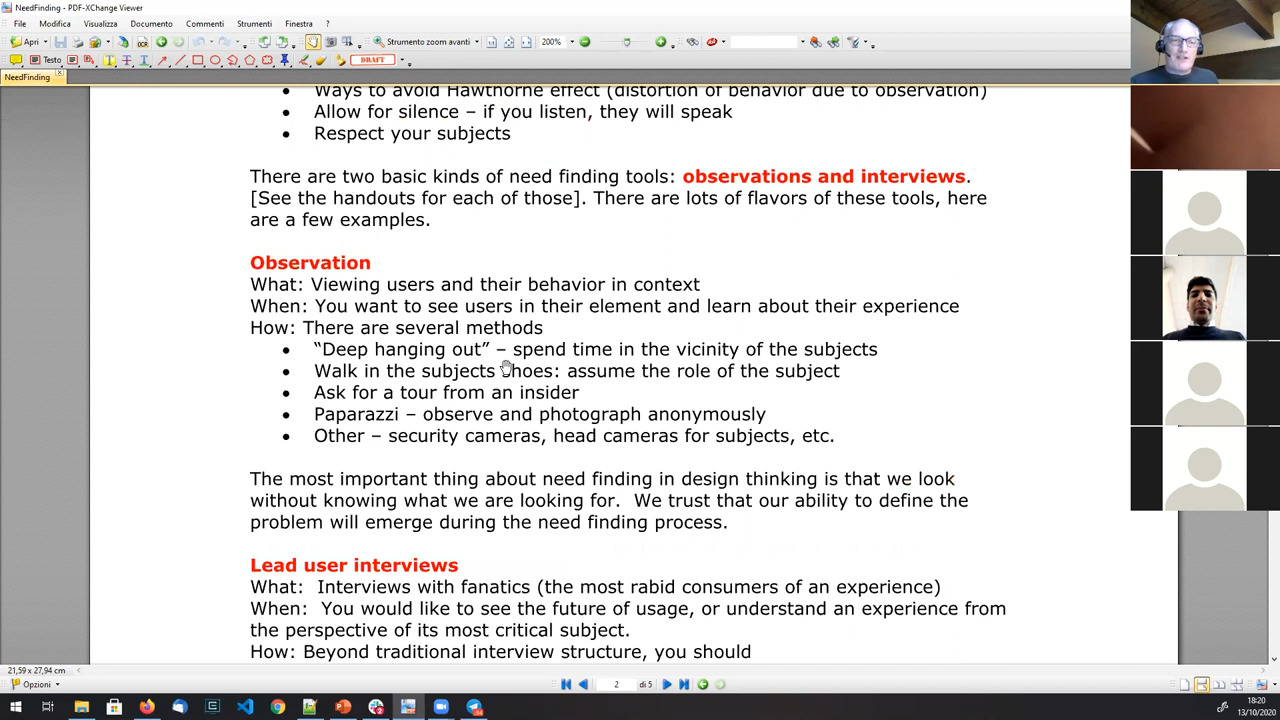 NeedFinding - PDF-XChange Viewer
File Modifica Visualizza Documento Commenti Strumenti Finestra ?
Apri OCR Strumento zoom avanti 200%
Testo DRAFT
NeedFinding
Ways to avoid Hawthorne effect (distortion of behavior due to observation)
• Allow for silence – if you listen, they will speak
• Respect your subjects
There are two basic kinds of need finding tools: observations and interviews.
[See the handouts for each of those]. There are lots of flavors of these tools, here
are a few examples.
Observation
What: Viewing users and their behavior in context
When: You want to see users in their element and learn about their experience
How: There are several methods
• “Deep hanging out” – spend time in the vicinity of the subjects
• Walk in the subjects shoes: assume the role of the subject
• Ask for a tour from an insider
• Paparazzi – observe and photograph anonymously
• Other – security cameras, head cameras for subjects, etc.
The most important thing about need finding in design thinking is that we look
without knowing what we are looking for. We trust that our ability to define the
problem will emerge during the need finding process.
Lead user interviews
What: Interviews with fanatics (the most rabid consumers of an experience)
When: You would like to see the future of usage, or understand an experience from
the perspective of its most critical subject.
How: Beyond traditional interview structure, you should
21,59 x 27,94 cm
Opzioni 2 di 5
18:20
13/10/2020